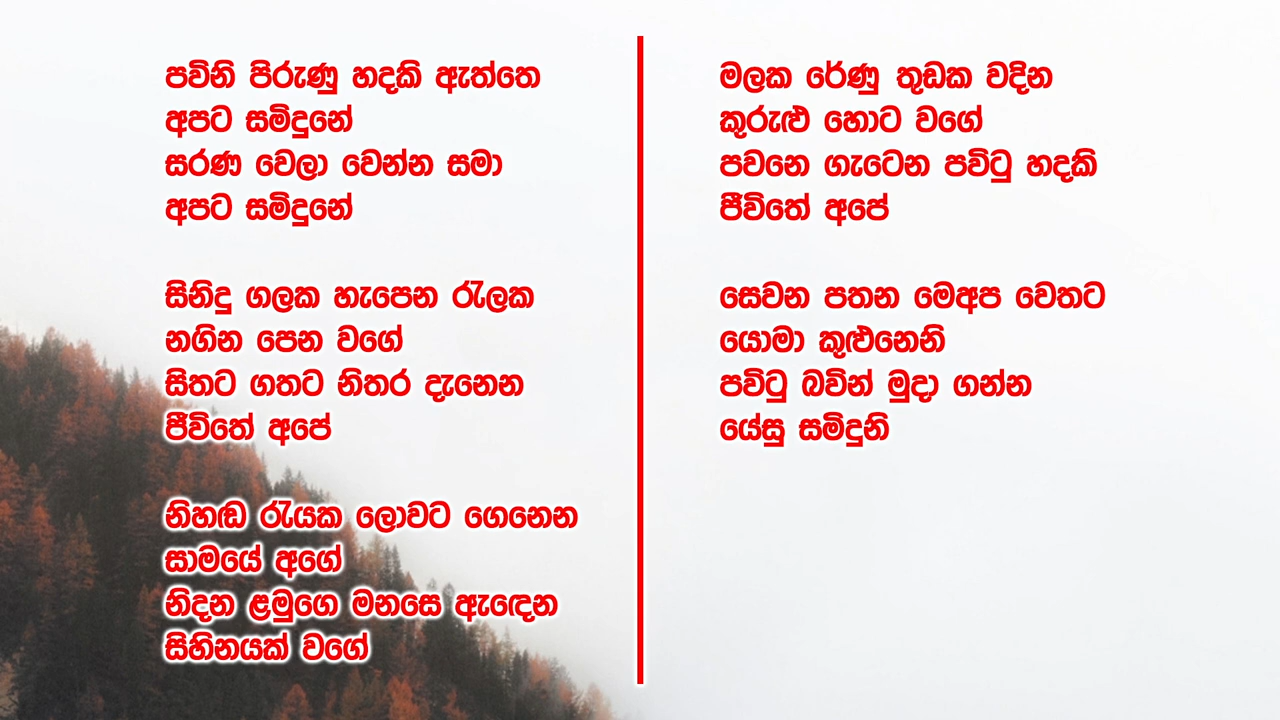 පවිනි පිරුණු හදකි ඇත්තෙ
අපට සමිදුනේ
සරණ වෙලා වෙන්න සමා
අපට සමිදුනේ
සිනිදු ගලක හැපෙන රැලක
නගින පෙන වගේ
සිතට ගතට නිතර දැනෙන
ජීවිතේ අපේ
නිහඬ රැයක ලොවට ගෙනෙන
සාමයේ අගේ
නිදන ළමුගෙ මනසෙ ඇඳෙන
සිහිනයක් වගේ
මලක රේණු තුඩක වදින
කුරුළු හොට වගේ
පවනෙ ගැටෙන පවිටු හදකි
ජීවිතේ අපේ
සෙවන පතන මෙඅප වෙතට
යොමා කුළුනෙනි
පවිටු බවින් මුදා ගන්න
යේසු සමිදුනි